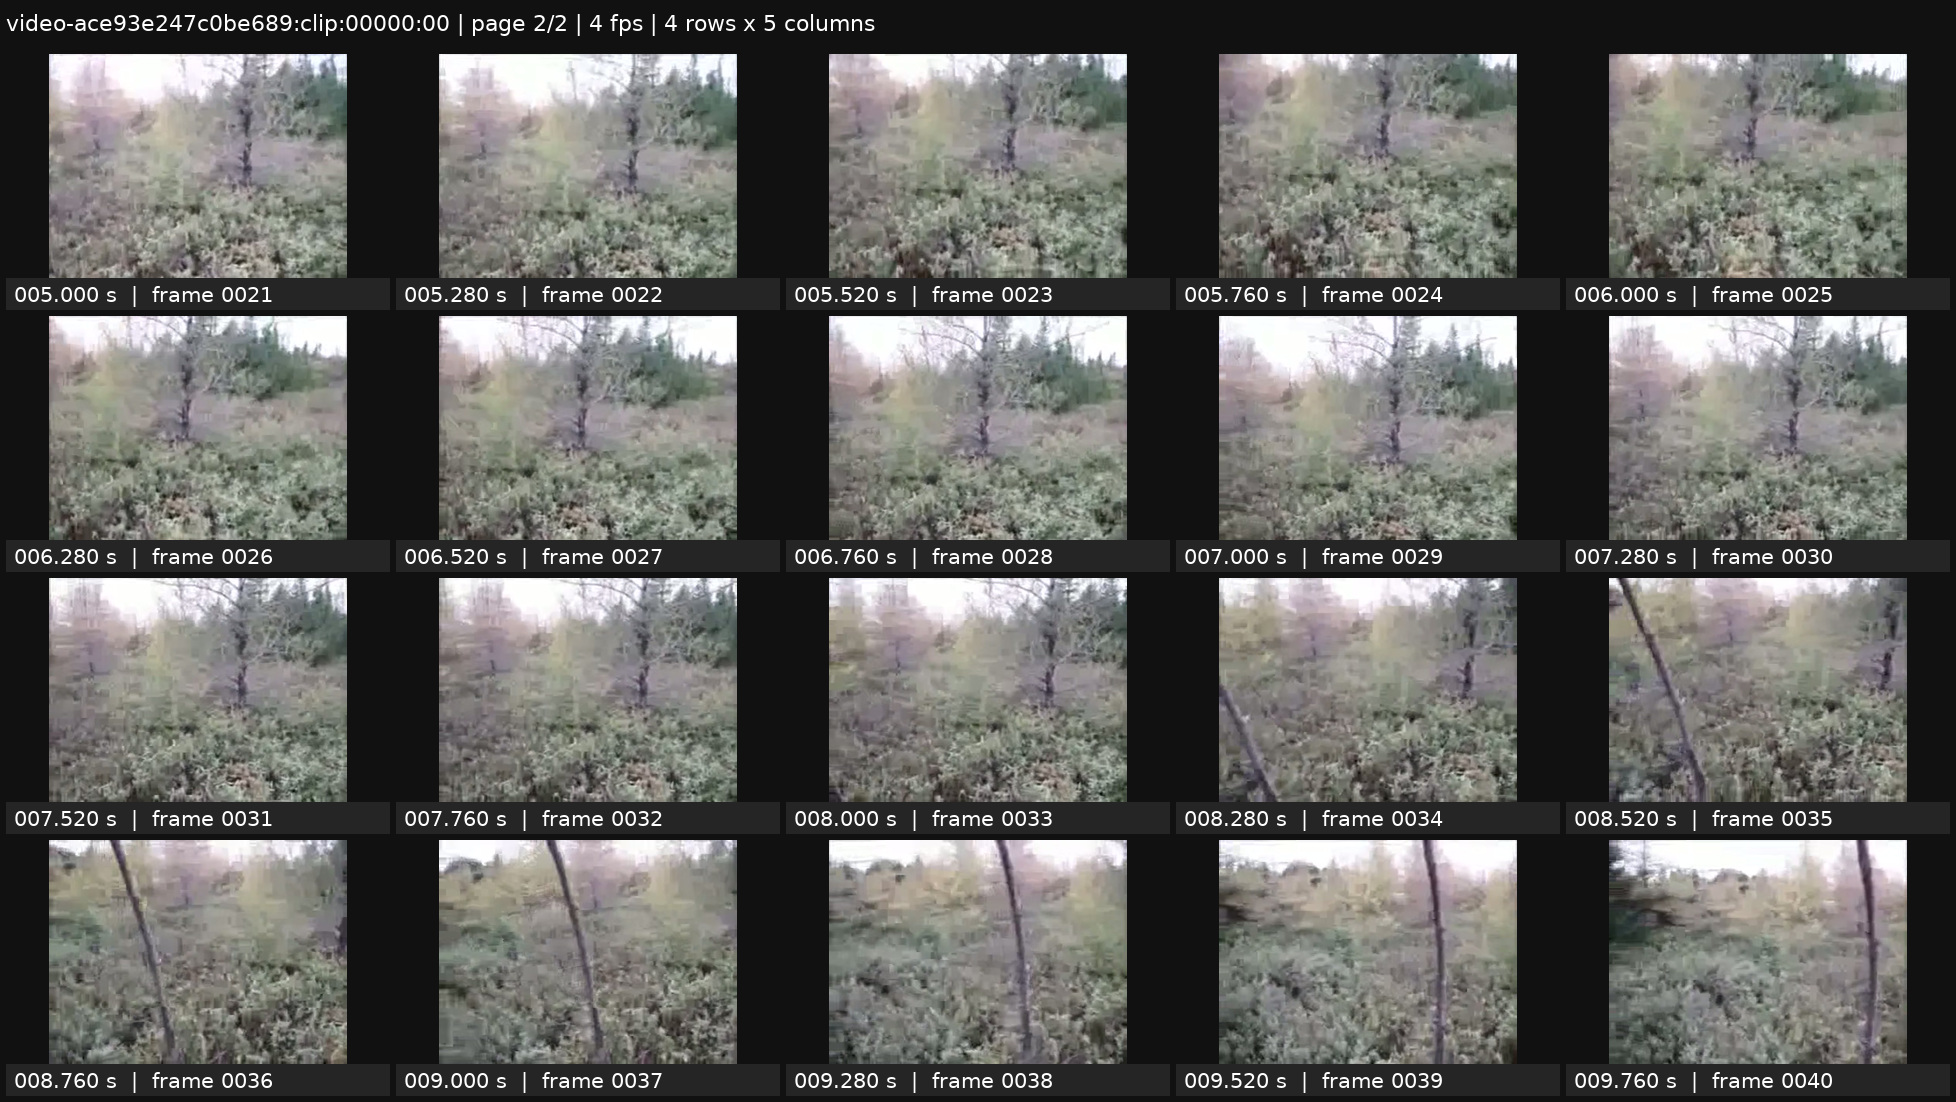 video-ace93e247c0be689:clip:00000:00 | page 2/2 | 4 fps | 4 rows x 5 columns
005.000 s | frame 0021
005.280 s | frame 0022
005.520 s | frame 0023
005.760 s | frame 0024
006.000 s | frame 0025
006.280 s | frame 0026
006.520 s | frame 0027
006.760 s | frame 0028
007.000 s | frame 0029
007.280 s | frame 0030
007.520 s | frame 0031
007.760 s | frame 0032
008.000 s | frame 0033
008.280 s | frame 0034
008.520 s | frame 0035
008.760 s | frame 0036
009.000 s | frame 0037
009.280 s | frame 0038
009.520 s | frame 0039
009.760 s | frame 0040